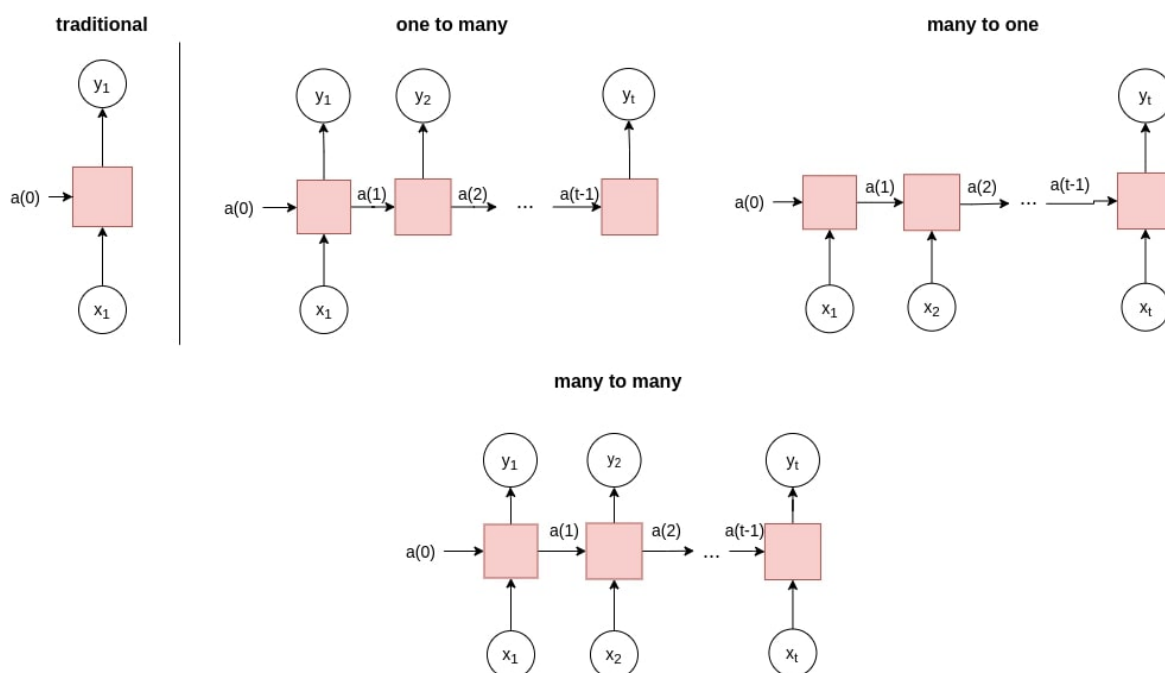 traditional
one to many
many to one
y₁
y₁
y₂
yₜ
yₜ
a(0)
a(0)
a(1)
a(2)
...
a(t-1)
a(0)
a(1)
a(2)
...
a(t-1)
x₁
x₁
x₁
x₂
xₜ
many to many
y₁
y₂
yₜ
a(0)
a(1)
a(2)
...
a(t-1)
x₁
x₂
xₜ